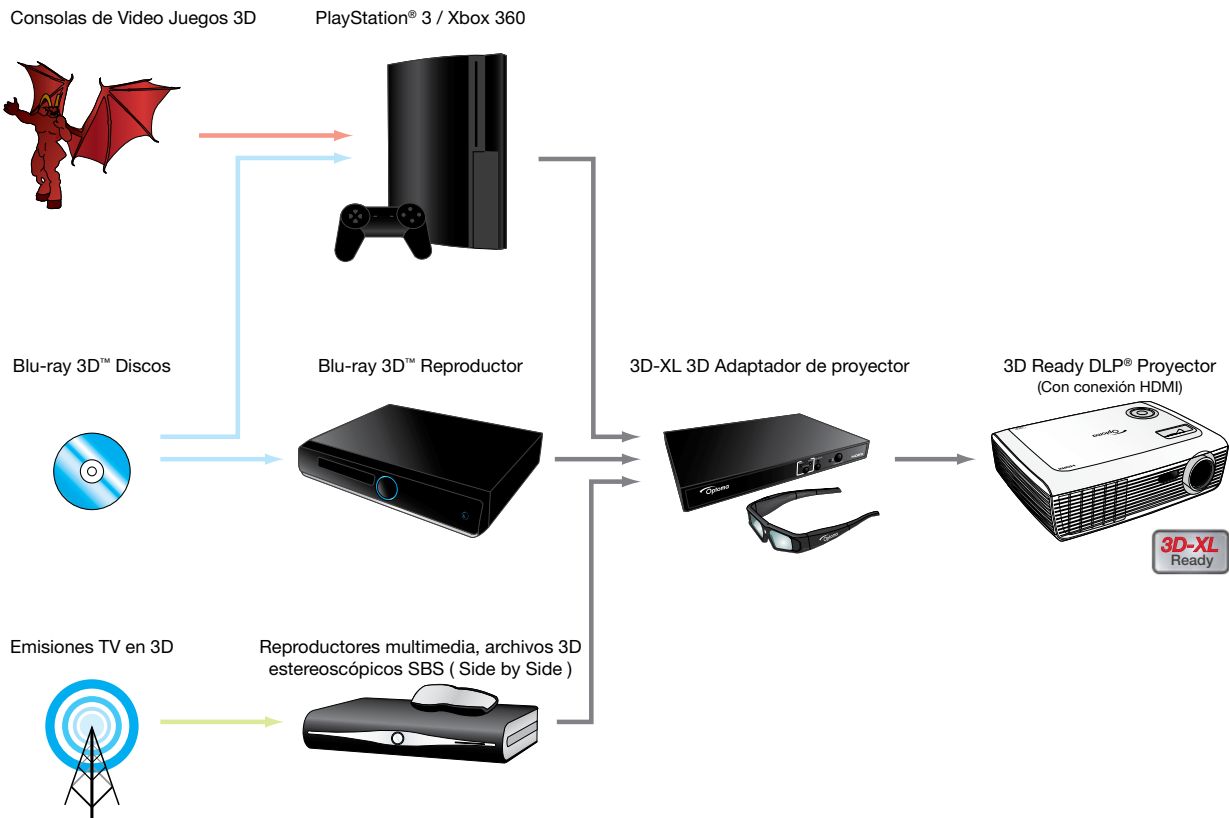 Consolas de Video Juegos 3D
PlayStation® 3 / Xbox 360
Blu-ray 3D™ Discos
Blu-ray 3D™ Reproductor
3D-XL 3D Adaptador de proyector
3D Ready DLP® Proyector
(Con conexión HDMI)
Optoma
Optoma
Optoma
3D-XL
Ready
Emisiones TV en 3D
Reproductores multimedia, archivos 3D
estereoscópicos SBS ( Side by Side )